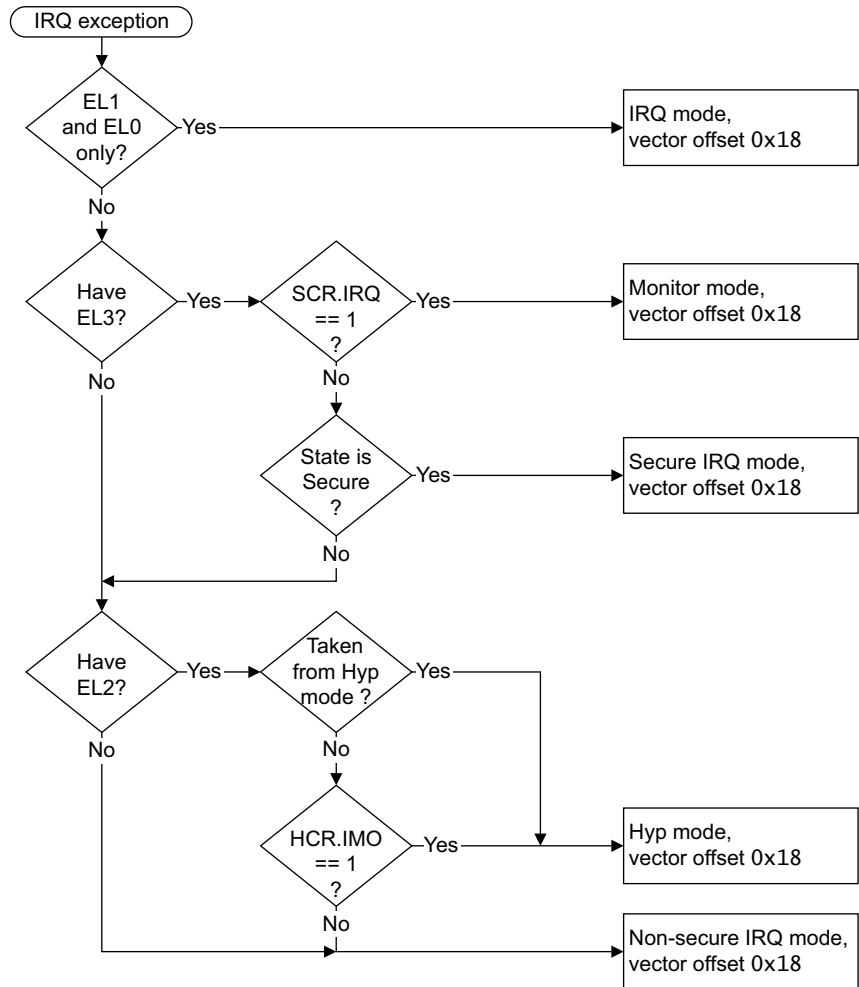 IRQ exception
EL1
and EL0
only?
Yes
IRQ mode,
vector offset 0x18
No
Have
EL3?
Yes
SCR.IRQ
== 1
?
Yes
Monitor mode,
vector offset 0x18
No
No
State is
Secure
?
Yes
Secure IRQ mode,
vector offset 0x18
No
Have
EL2?
Yes
Taken
from Hyp
mode ?
Yes
No
No
HCR.IMO
== 1
?
Yes
Hyp mode,
vector offset 0x18
No
Non-secure IRQ mode,
vector offset 0x18